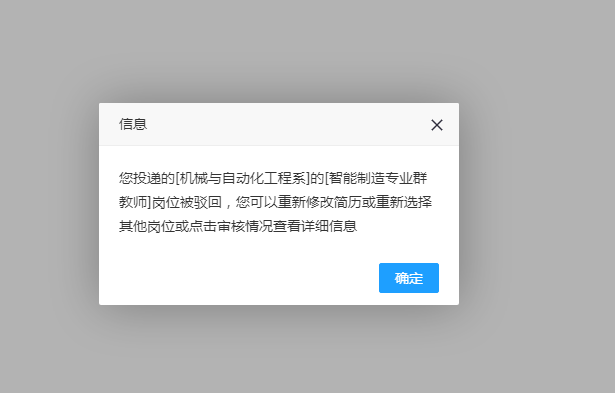 信息
您投递的[机械与自动化工程系]的[智能制造专业群
教师]岗位被驳回，您可以重新修改简历或重新选择
其他岗位或点击审核情况查看详细信息
确定